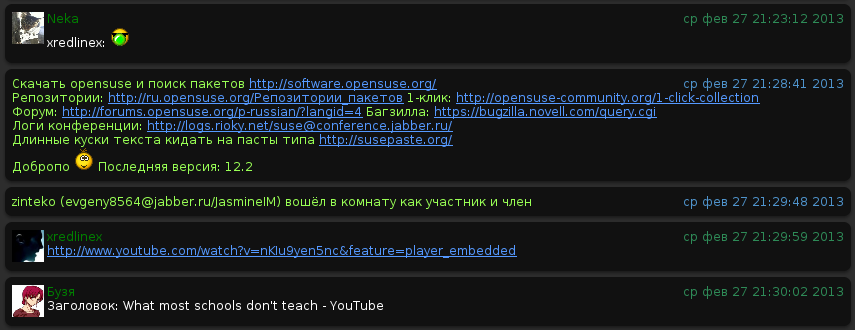 Neka ср фев 27 21:23:12 2013
xredlinex:
Скачать opensuse и поиск пакетов http://software.opensuse.org/ ср фев 27 21:28:41 2013
Репозитории: http://ru.opensuse.org/Репозитории_пакетов 1-клик: http://opensuse-community.org/1-click-collection
Форум: http://forums.opensuse.org/p-russian/?langid=4 Багзилла: https://bugzilla.novell.com/query.cgi
Логи конференции: http://logs.rioky.net/suse@conference.jabber.ru/
Длинные куски текста кидать на пасты типа http://susepaste.org/
Добропо Последняя версия: 12.2
zinteko (evgeny8564@jabber.ru/JasmineIM) вошёл в комнату как участник и член ср фев 27 21:29:48 2013
xredlinex ср фев 27 21:29:59 2013
http://www.youtube.com/watch?v=nKIu9yen5nc&feature=player_embedded
Бузя ср фев 27 21:30:02 2013
Заголовок: What most schools don't teach - YouTube